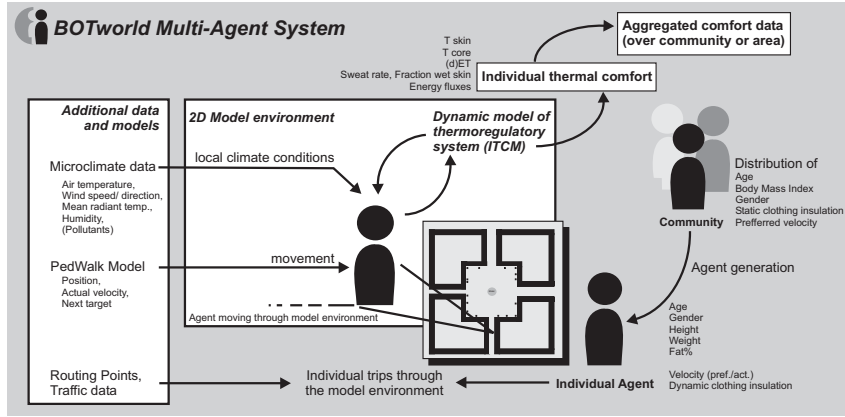 BOTworld Multi-Agent System
Aggregated comfort data
(over community or area)
T skin
T core
(d)ET
Sweat rate, Fraction wet skin
Energy fluxes
Individual thermal comfort
Additional data
and models
2D Model environment
Dynamic model of
thermoregulatory
system (ITCM)
Microclimate data
Air temperature,
Wind speed/ direction,
Mean radiant temp.,
Humidity,
(Pollutants)
local climate conditions
Distribution of
Age
Body Mass Index
Gender
Static clothing insulation
Prefferred velocity
Community
PedWalk Model
Position,
Actual velocity,
Next target
movement
Agent generation
Agent moving through model environment
Age
Gender
Height
Weight
Fat%
Routing Points,
Traffic data
Individual trips through
the model environment
Individual Agent
Velocity (pref./act.)
Dynamic clothing insulation